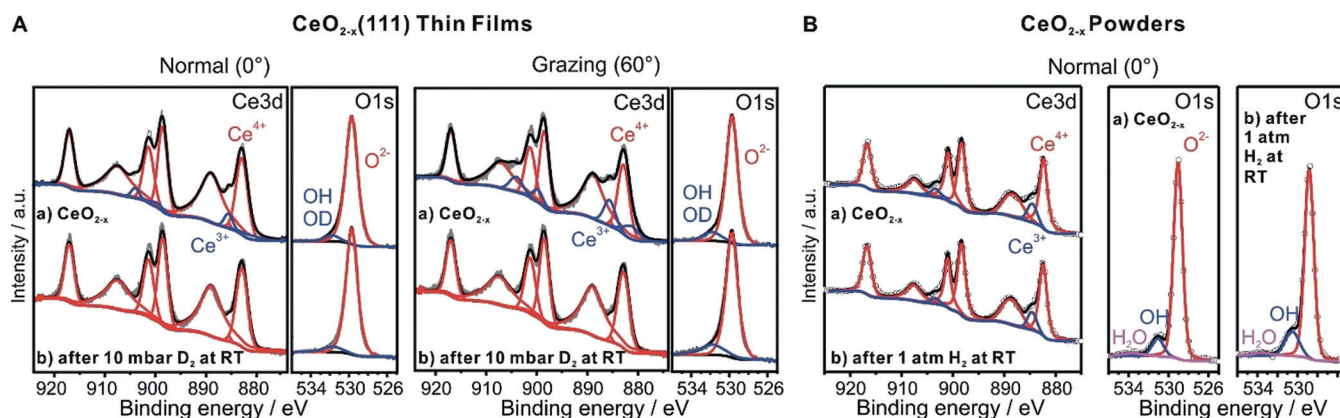 A
CeO₂₋ₓ(111) Thin Films
Normal (0°)
Grazing (60°)
Ce3d
O1s
Ce3d
O1s
Ce⁴⁺
O²⁻
Ce⁴⁺
O²⁻
OH
OD
OH
OD
a) CeO₂₋ₓ
Ce³⁺
a) CeO₂₋ₓ
Ce³⁺
b) after 10 mbar D₂ at RT
b) after 10 mbar D₂ at RT
Intensity / a.u.
920 900 890 880
534 530 526
920 900 890 880
534 530 526
Binding energy / eV
Binding energy / eV
B
CeO₂₋ₓ Powders
Normal (0°)
Ce3d
O1s
O1s
a) CeO₂₋ₓ
b) after
1 atm
H₂ at
RT
Ce⁴⁺
O²⁻
a) CeO₂₋ₓ
Ce³⁺
OH
H₂O
OH
H₂O
b) after 1 atm H₂ at RT
Intensity / a.u.
920 900 890 880
534 530 526
534 530
Binding energy / eV
Binding energy / eV